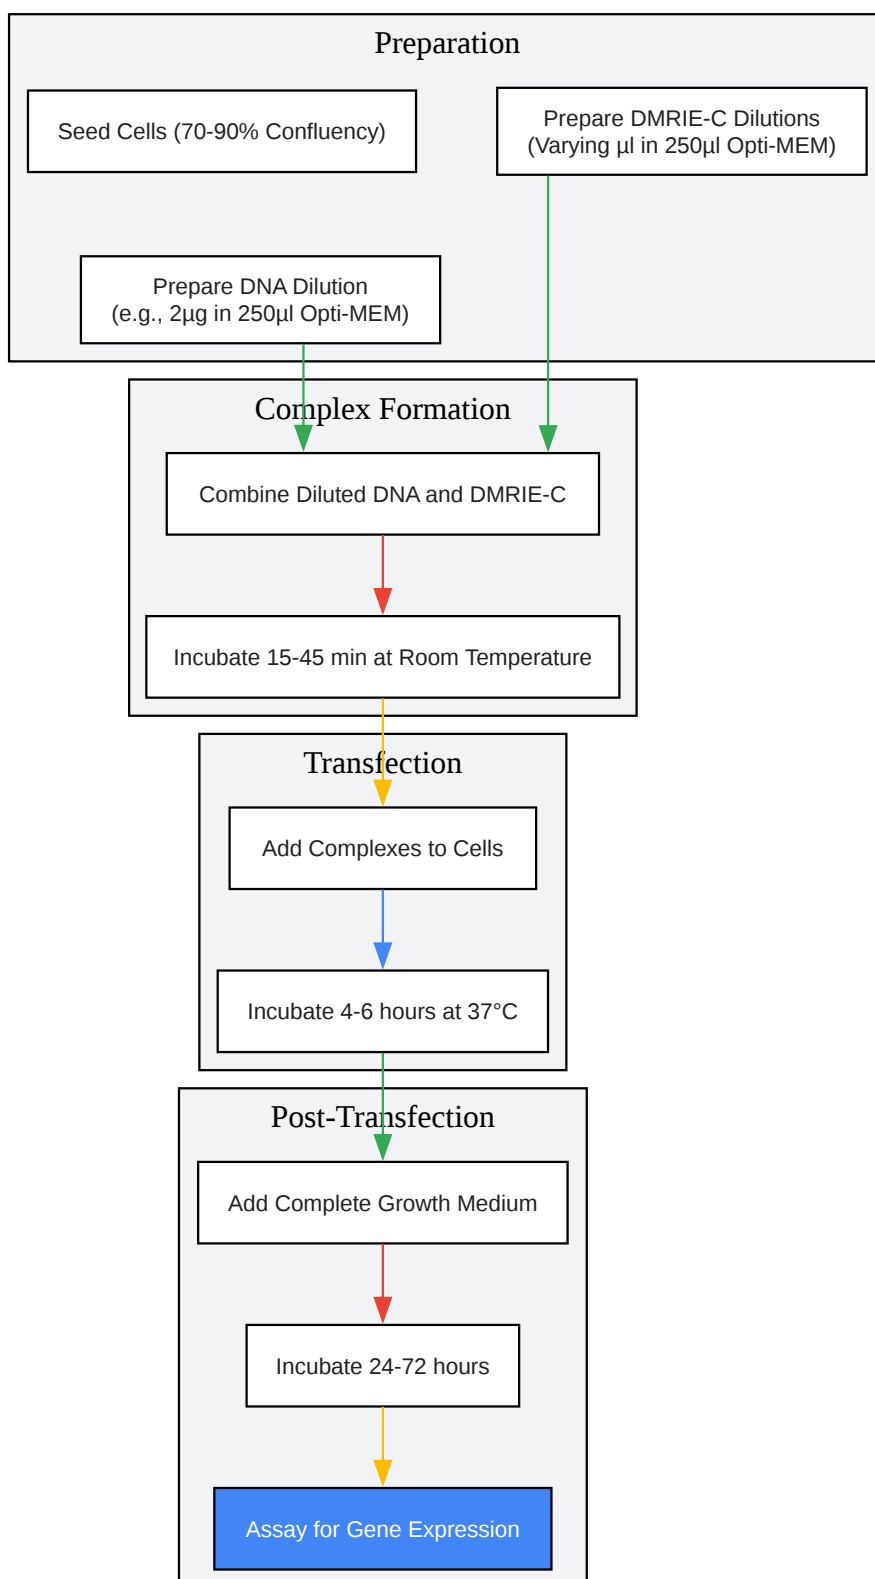 Preparation
Seed Cells (70-90% Confluency)
Prepare DMRIE-C Dilutions
(Varying µl in 250µl Opti-MEM)
Prepare DNA Dilution
(e.g., 2µg in 250µl Opti-MEM)
Complex Formation
Combine Diluted DNA and DMRIE-C
Incubate 15-45 min at Room Temperature
Transfection
Add Complexes to Cells
Incubate 4-6 hours at 37°C
Post-Transfection
Add Complete Growth Medium
Incubate 24-72 hours
Assay for Gene Expression